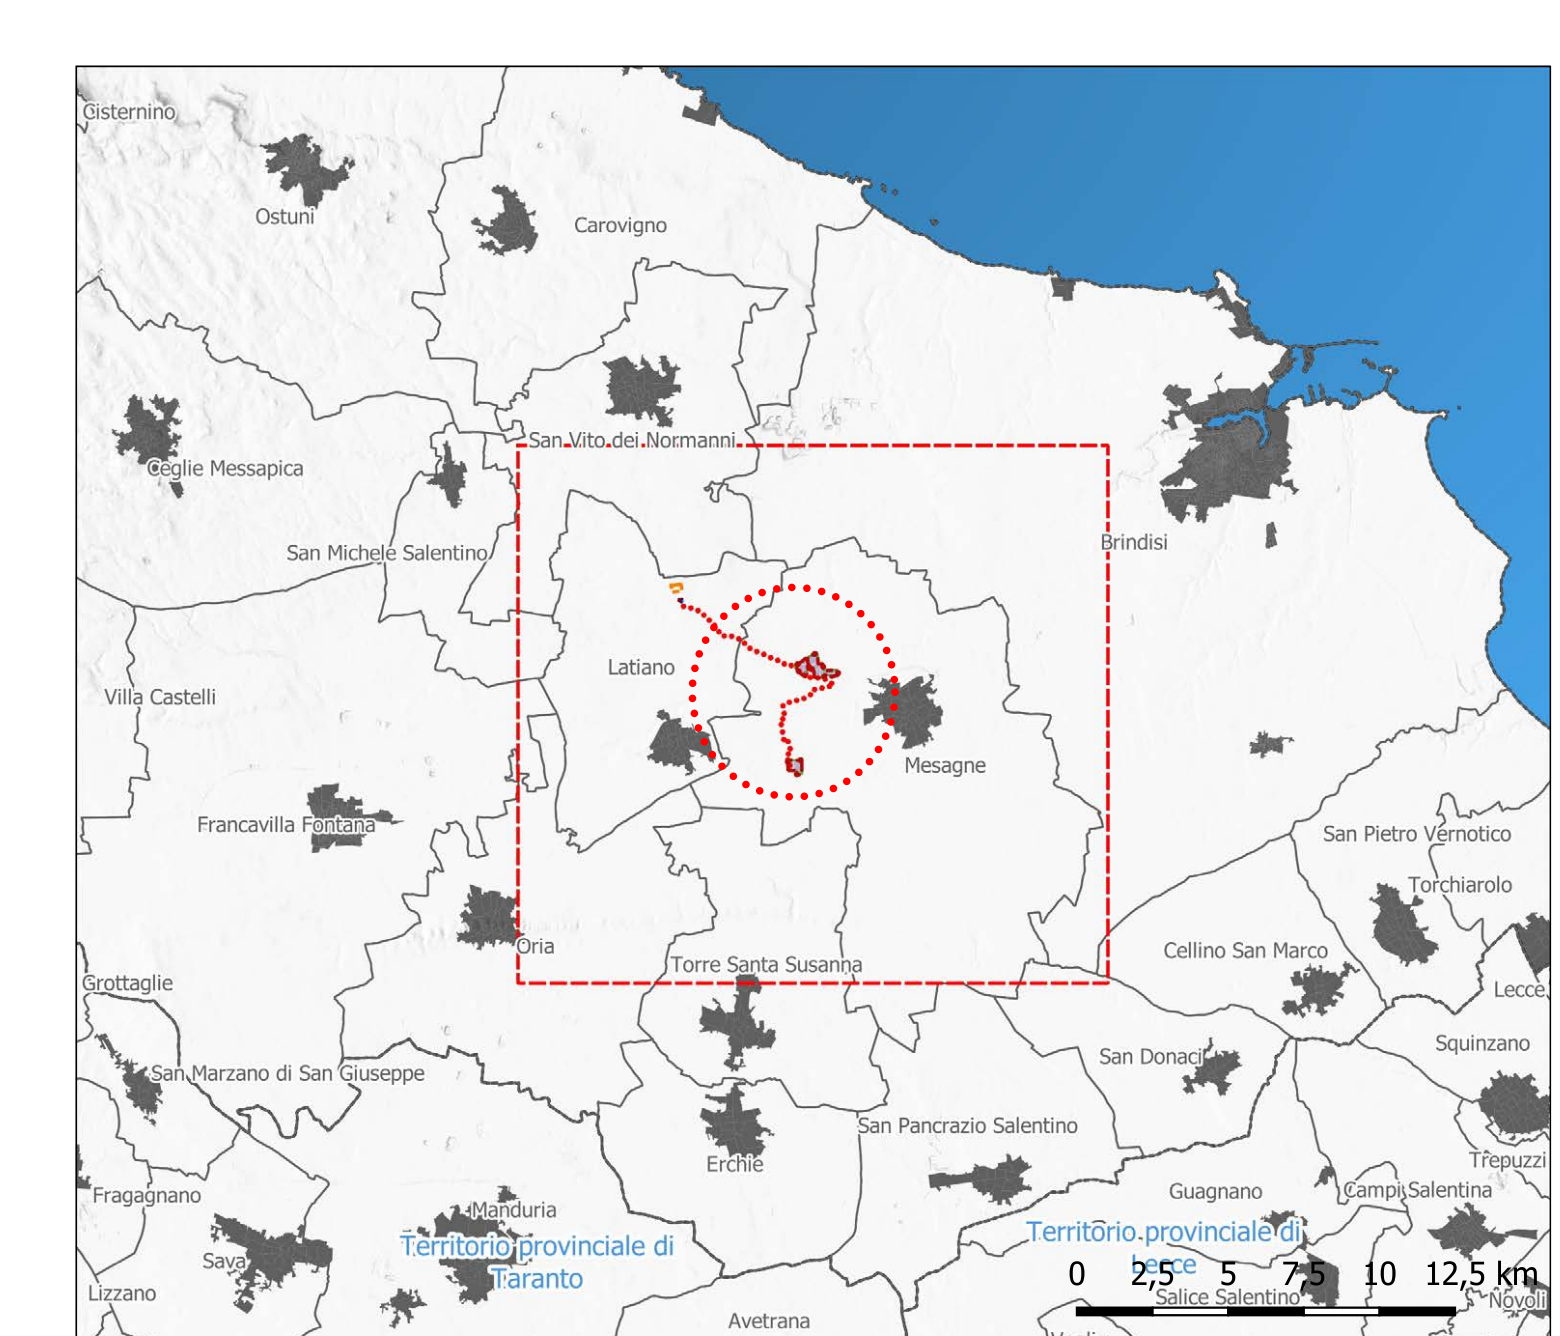 Cisternino
Ostuni
Carovigno
San Vito dei Normanni
Ceglie Messapica
San Michele Salentino
Brindisi
Latiano
Villa Castelli
Mesagne
Francavilla Fontana
San Pietro Vernotico
Torchiarolo
Oria
Cellino San Marco
Torre Santa Susanna
Grottaglie
Lecce
Squinzano
San Donaci
San Marzano di San Giuseppe
San Pancrazio Salentino
Erchie
Trepuzzi
Fragagnano
Guagnano
Campi Salentina
Manduria
Territorio provinciale di
Lecce
Territorio provinciale di
Taranto
Sava
0 2,5 5 7,5 10 12,5 km
Lizzano
Salice Salentino
Novoli
Avetrana